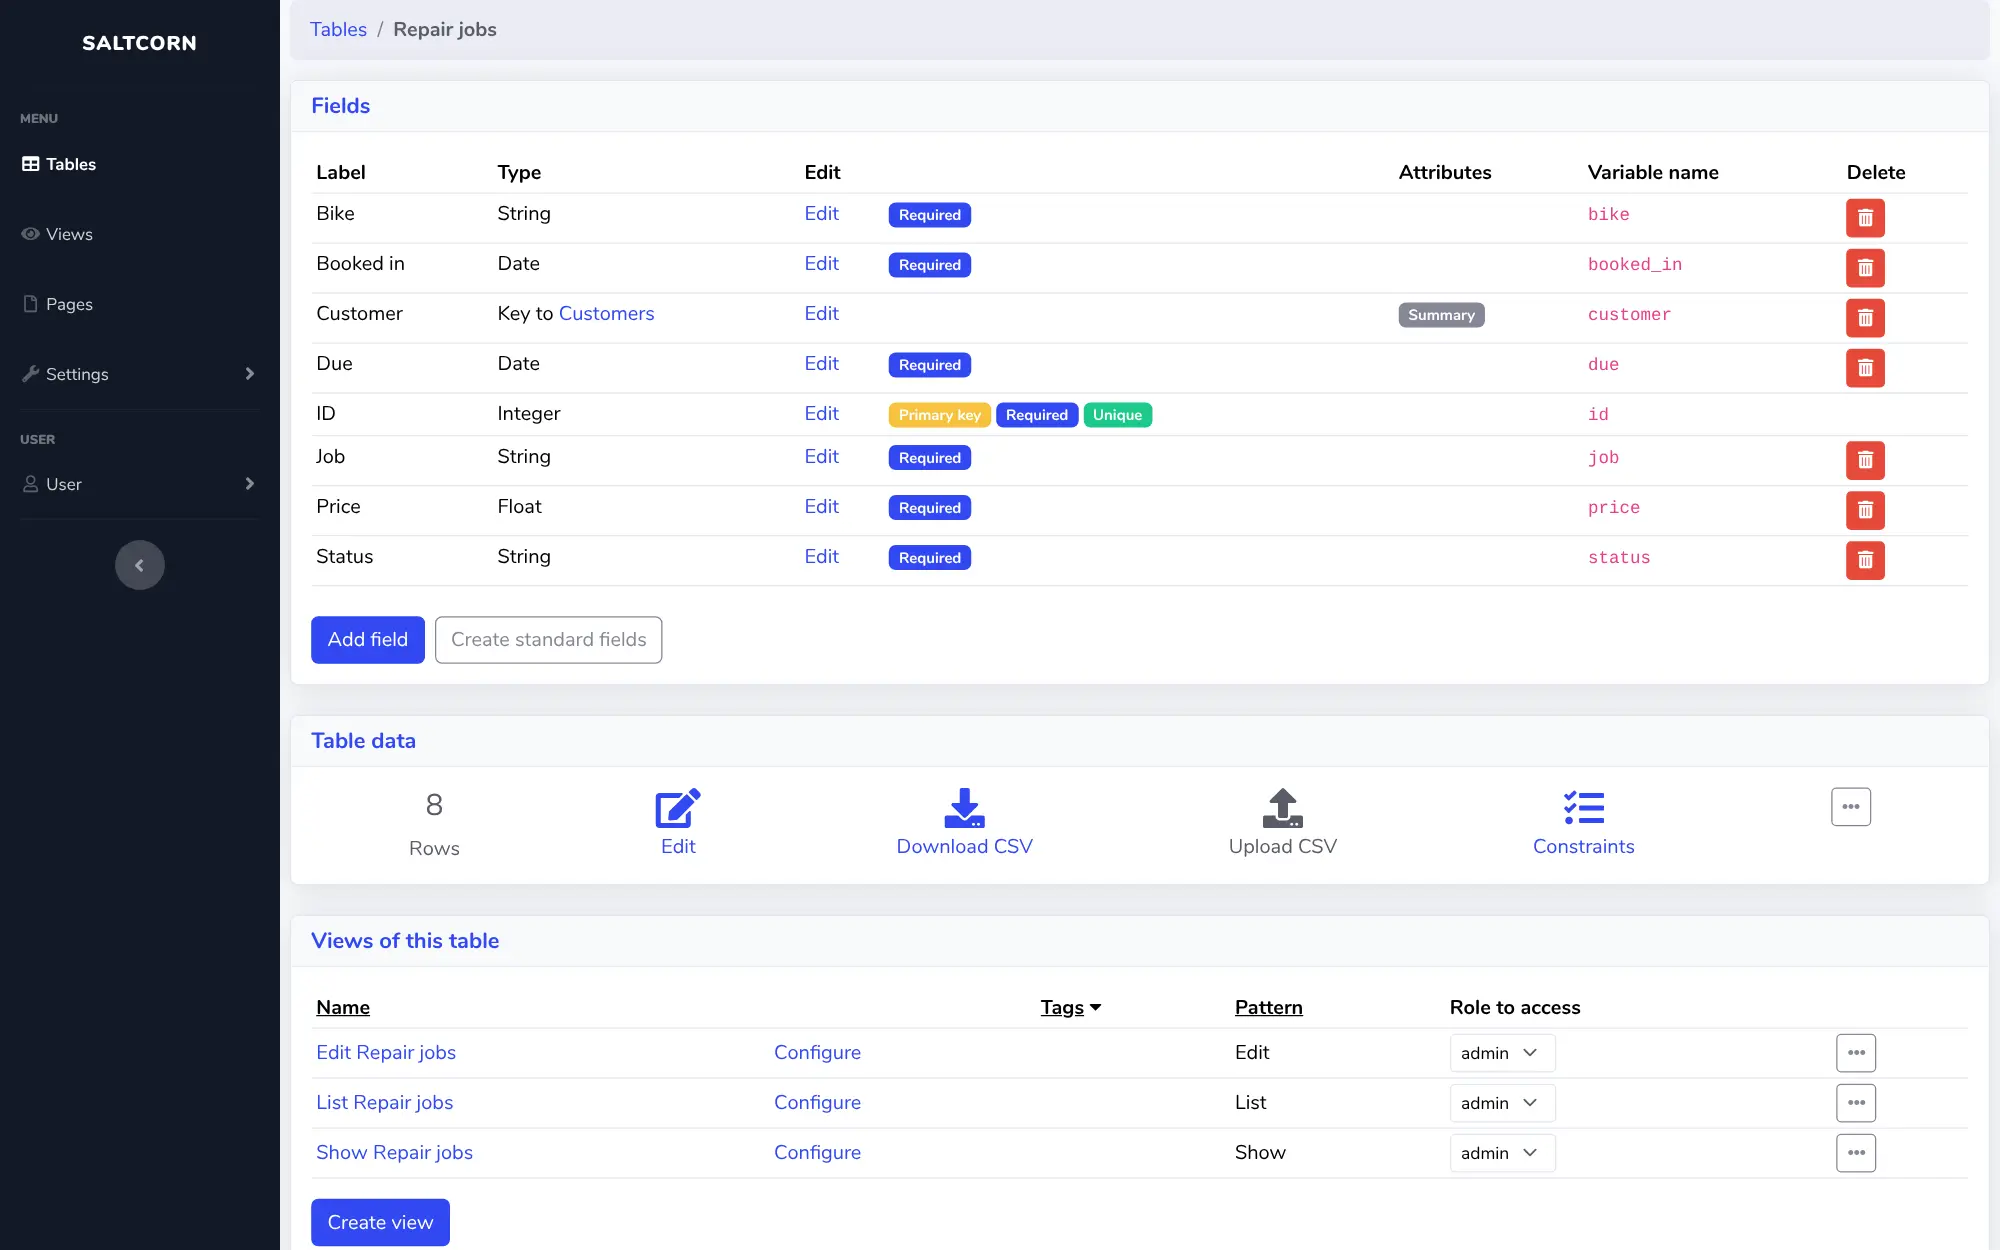 SALTCORN
MENU
Tables
Views
Pages
Settings
USER
User
Tables / Repair jobs
Fields
Label Type Edit Attributes Variable name Delete
Bike String Edit Required bike
Booked in Date Edit Required booked_in
Customer Key to Customers Edit Summary customer
Due Date Edit Required due
ID Integer Edit Primary key Required Unique id
Job String Edit Required job
Price Float Edit Required price
Status String Edit Required status
Add field Create standard fields
Table data
8
Rows Edit Download CSV Upload CSV Constraints
Views of this table
Name Tags Pattern Role to access
Edit Repair jobs Configure Edit admin
List Repair jobs Configure List admin
Show Repair jobs Configure Show admin
Create view